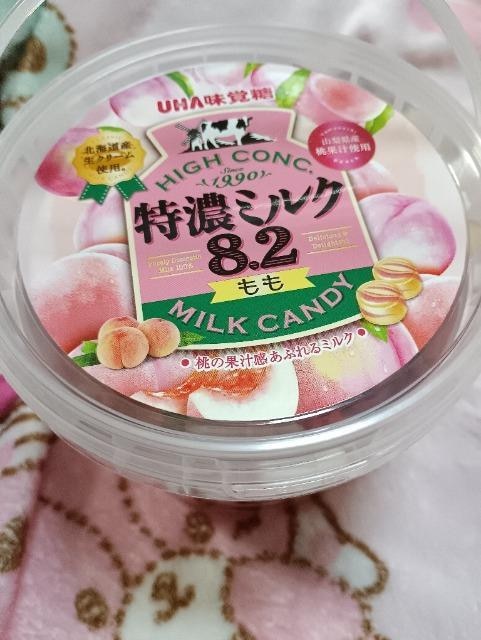 UHA味覚糖
北海道産
生クリーム
使用。
山梨県産
桃果汁使用
HIGH CONC.
Since
1990
特濃ミルク
8.2
Purely Domestic
Milk 100%
Delicious &
Delightful
もも
MILK CANDY
桃の果汁感あふれるミルク